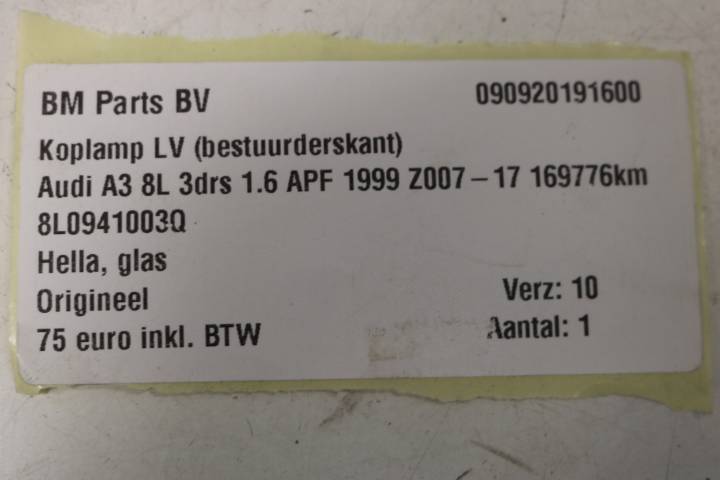 BM Parts BV 090920191600
Koplamp LV (bestuurderskant)
Audi A3 8L 3drs 1.6 APF 1999 Z007-17 169776km
8L0941003Q
Hella, glas
Origineel Verz: 10
75 euro inkl. BTW Aantal: 1